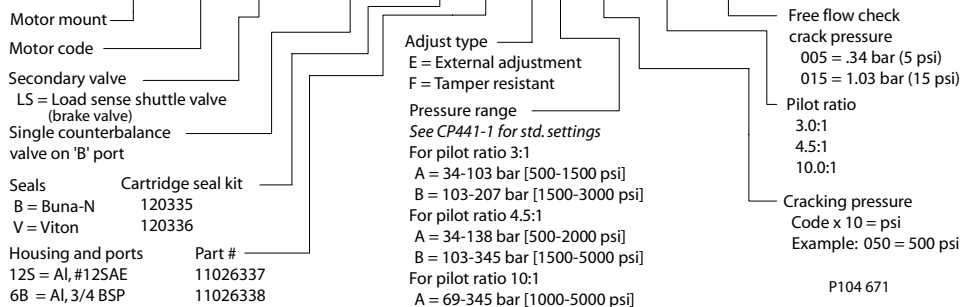 Motor mount
Motor code
Secondary valve
LS = Load sense shuttle valve
(brake valve)
Single counterbalance
valve on 'B' port
Seals Cartridge seal kit
B = Buna-N 120335
V = Viton 120336
Housing and ports Part #
12S = Al, #12SAE 11026337
6B = Al, 3/4 BSP 11026338
Adjust type
E = External adjustment
F = Tamper resistant
Pressure range
See CP441-1 for std. settings
For pilot ratio 3:1
A = 34-103 bar [500-1500 psi]
B = 103-207 bar [1500-3000 psi]
For pilot ratio 4.5:1
A = 34-138 bar [500-2000 psi]
B = 103-345 bar [1500-5000 psi]
For pilot ratio 10:1
A = 69-345 bar [1000-5000 psi]
Free flow check
crack pressure
005 = .34 bar (5 psi)
015 = 1.03 bar (15 psi)
Pilot ratio
3.0:1
4.5:1
10.0:1
Cracking pressure
Code x 10 = psi
Example: 050 = 500 psi
P104 671